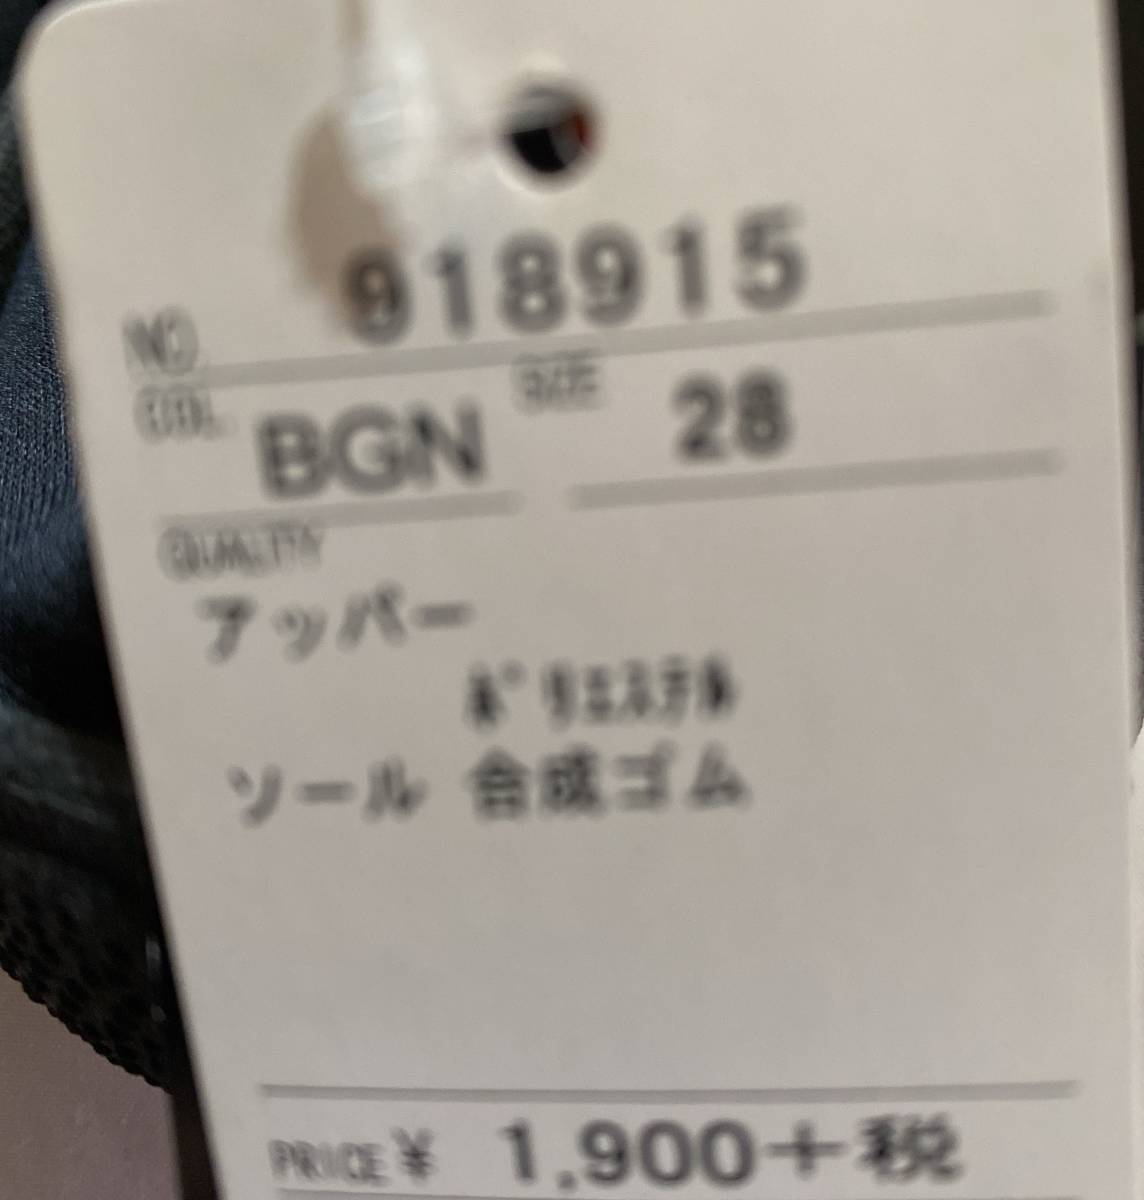 NO. 918915
COL. BGN SIZE 28
QUALITY
アッパー
ポリエステル
ソール 合成ゴム
PRICE ¥ 1,900+税